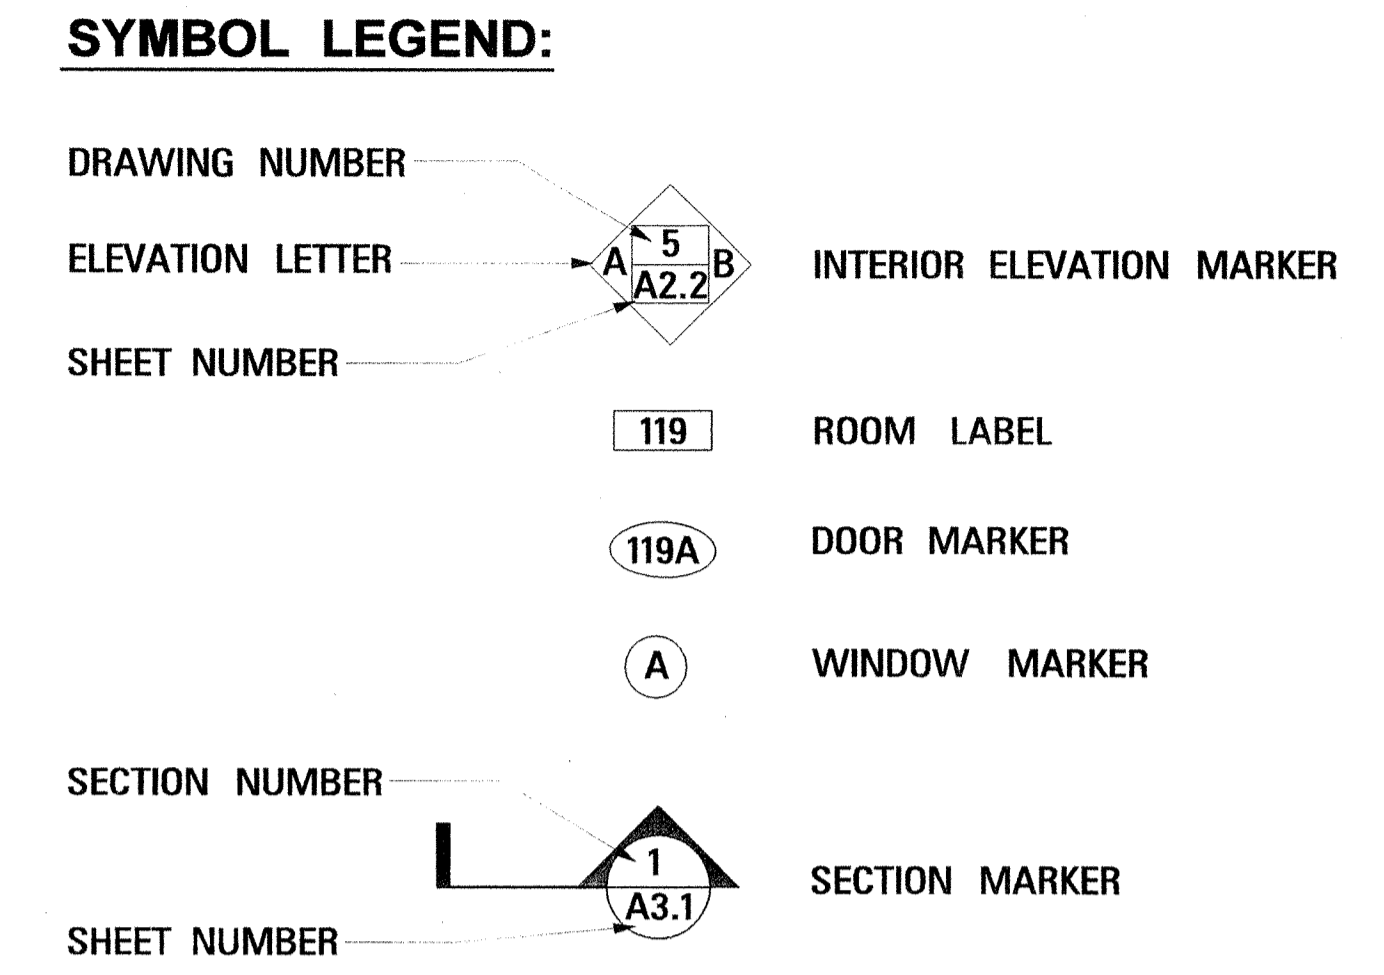 SYMBOL LEGEND:
DRAWING NUMBER
5
ELEVATION LETTER
A
B
INTERIOR ELEVATION MARKER
A2.2
SHEET NUMBER
119
ROOM LABEL
119A
DOOR MARKER
A
WINDOW MARKER
SECTION NUMBER
1
SECTION MARKER
A3.1
SHEET NUMBER